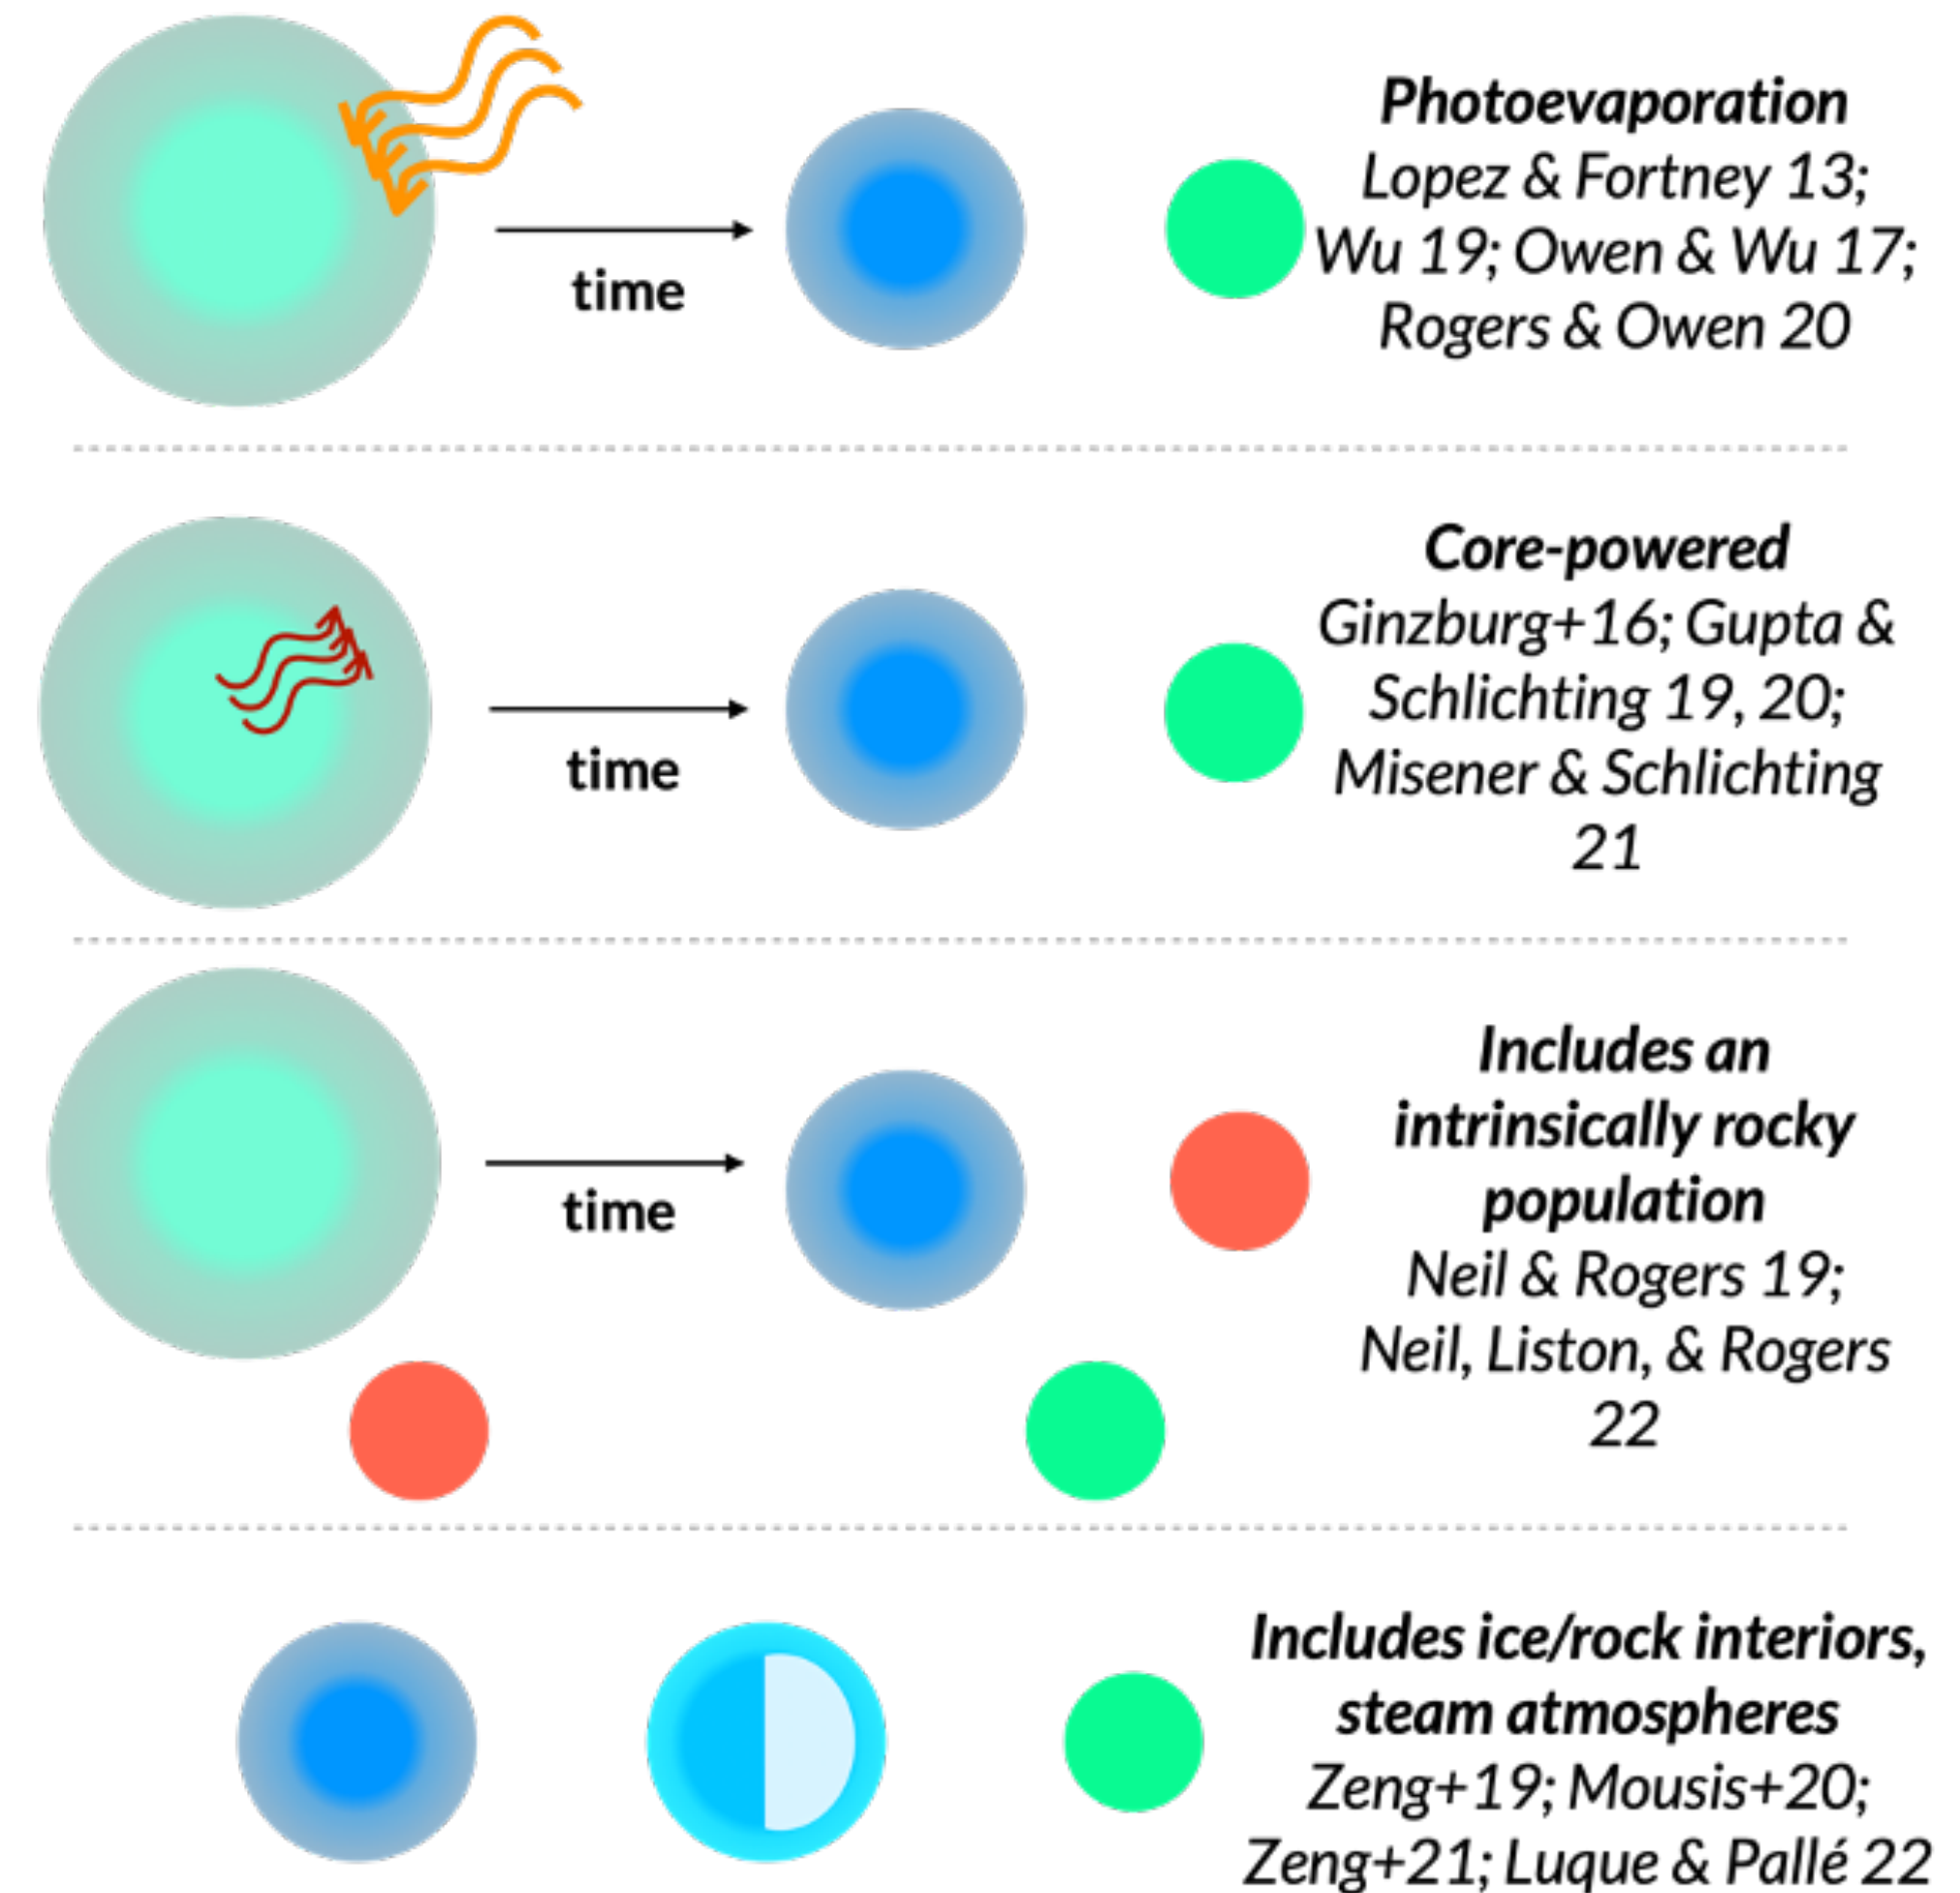 Photoevaporation
Lopez & Fortney 13;
Wu 19; Owen & Wu 17;
Rogers & Owen 20
time
Core-powered
Ginzburg+16; Gupta &
Schlichting 19, 20;
Misener & Schlichting
21
time
Includes an
intrinsically rocky
population
Neil & Rogers 19;
Neil, Liston, & Rogers
22
time
Includes ice/rock interiors,
steam atmospheres
Zeng+19; Mousis+20;
Zeng+21; Luque & Pallé 22